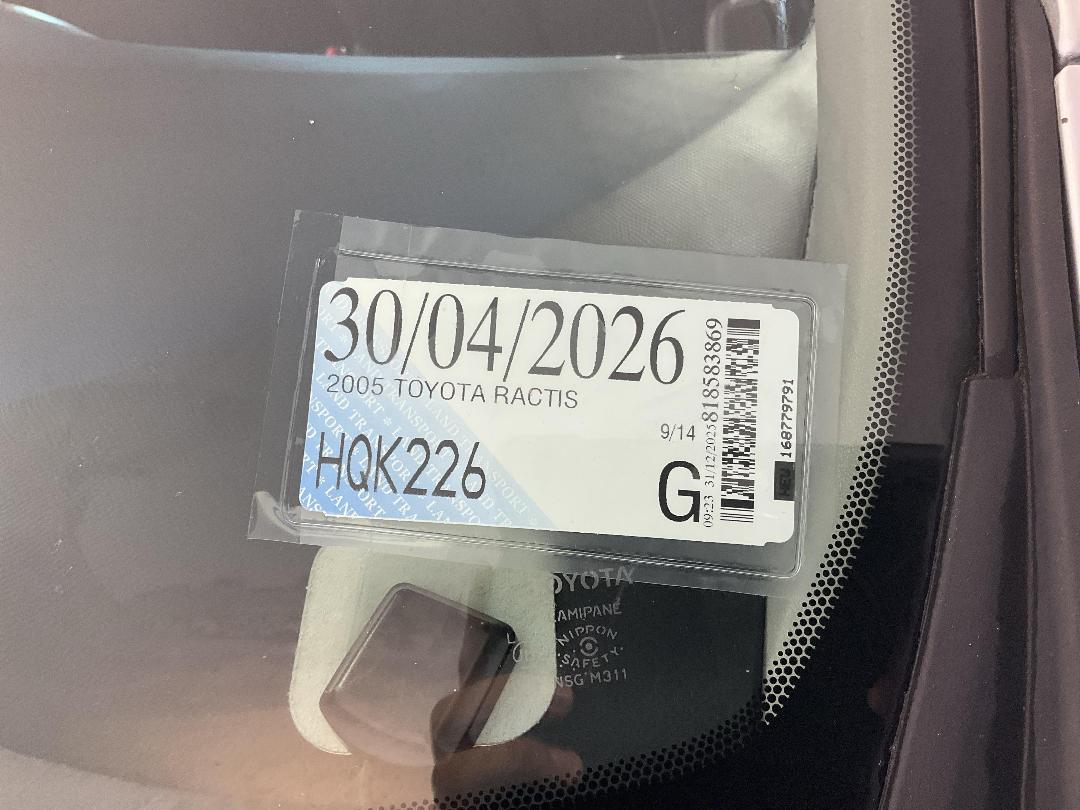 30/04/2026
2005 TOYOTA RACTIS
9/14
HQK226
G
09:23 31/12/2025 818583869
168779791
TOYOTA
LAMIPANE
NIPPON
SAFETY
M311